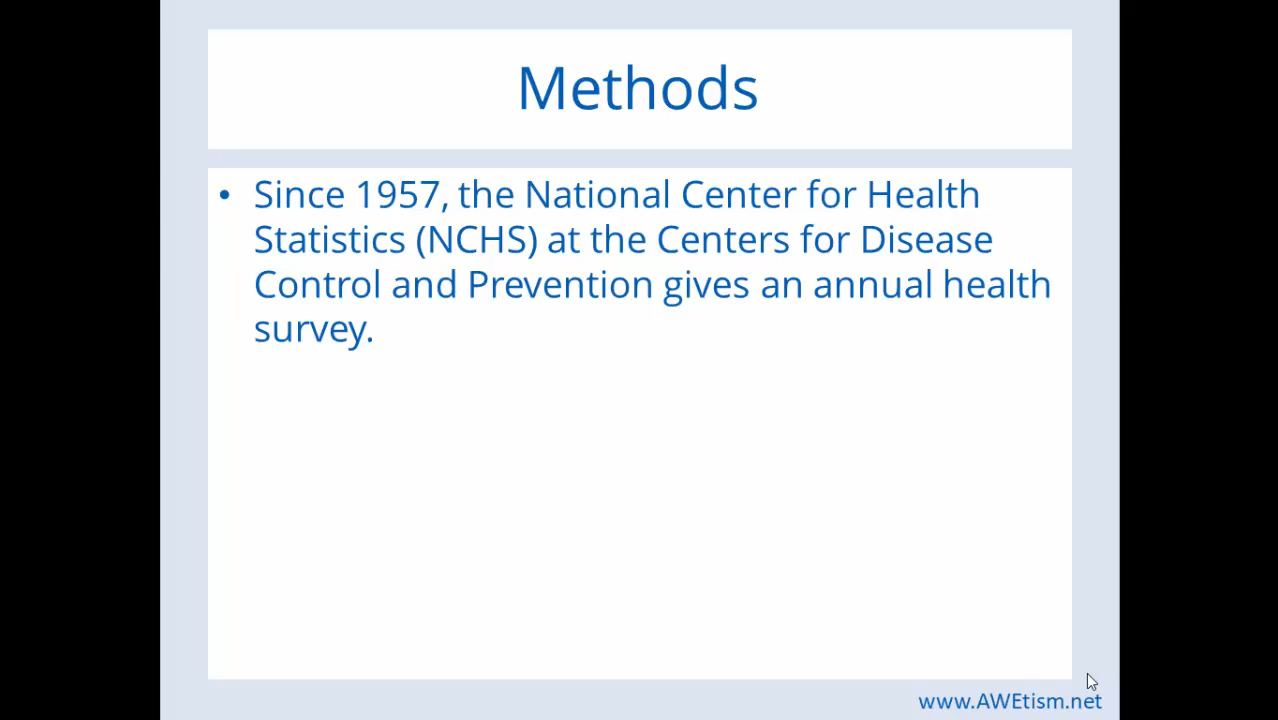 Methods
• Since 1957, the National Center for Health
Statistics (NCHS) at the Centers for Disease
Control and Prevention gives an annual health
survey.
www.AWEtism.net